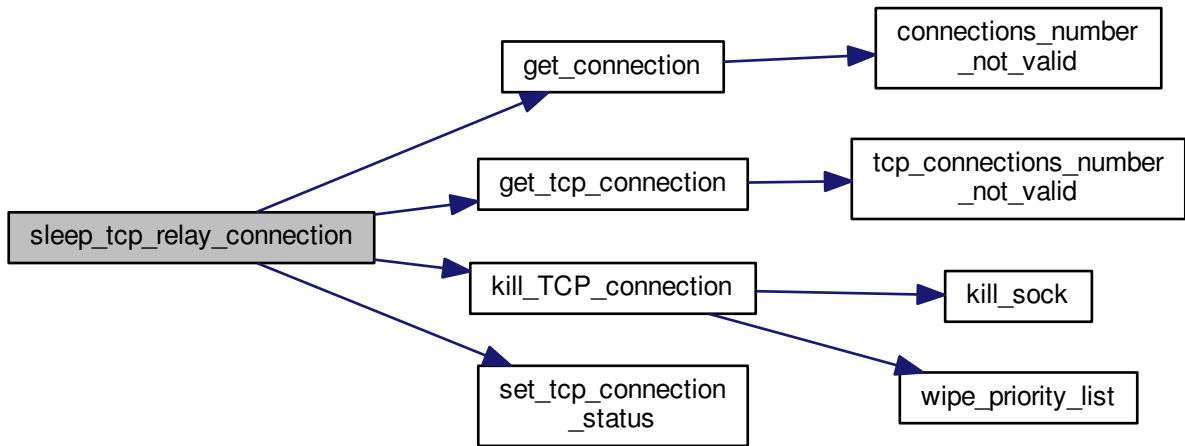 sleep_tcp_relay_connection
get_connection
connections_number
_not_valid
get_tcp_connection
tcp_connections_number
_not_valid
kill_TCP_connection
kill_sock
wipe_priority_list
set_tcp_connection
_status